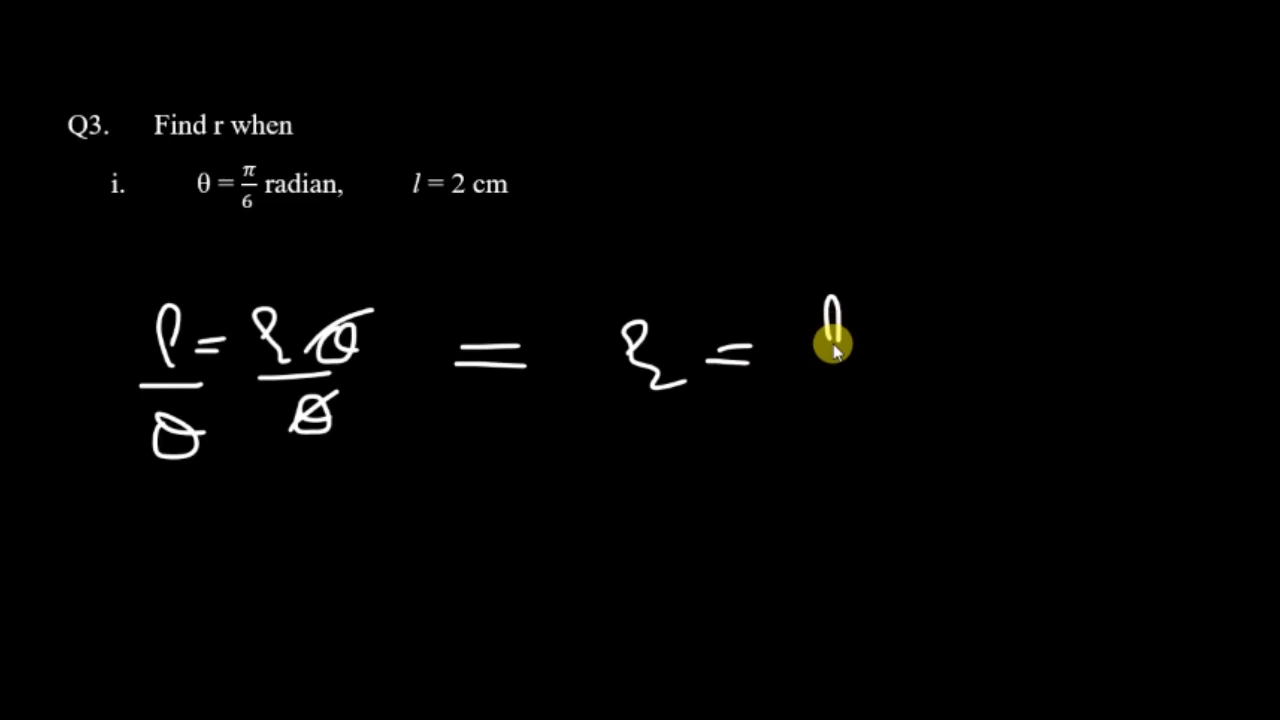 Q3. Find r when
i. θ = π/6 radian, l = 2 cm
l/θ = rθ/θ = r = l